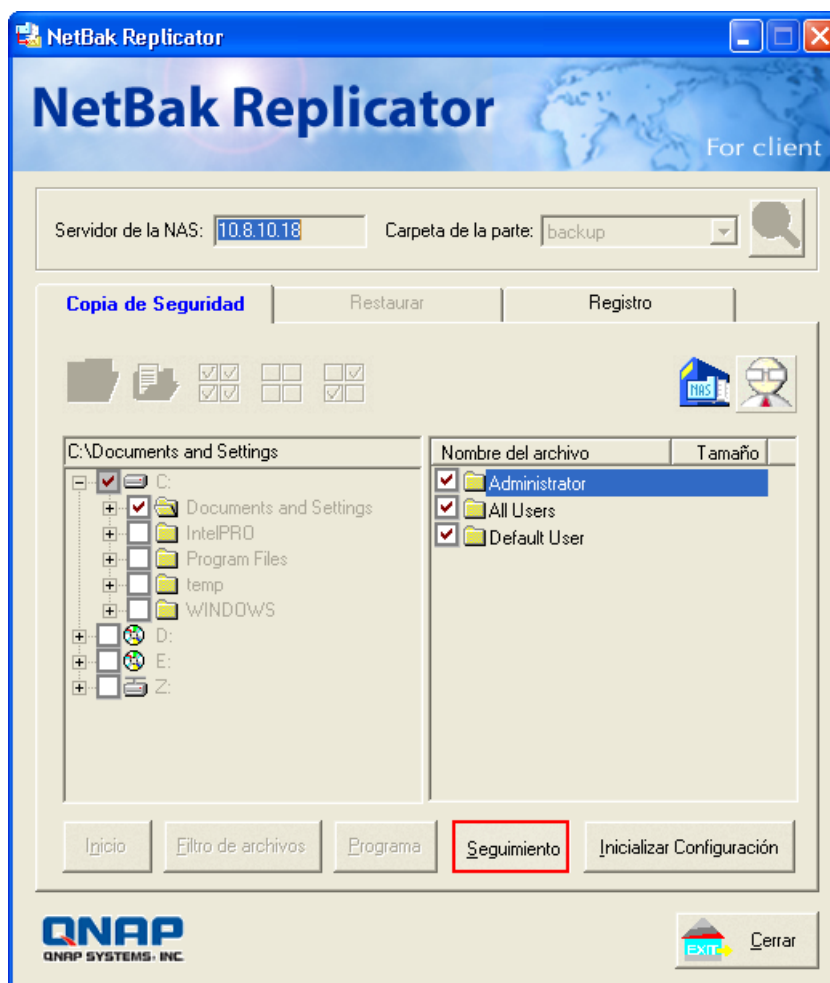 NetBak Replicator
NetBak Replicator
For client
Servidor de la NAS: 10.8.10.18 Carpeta de la parte: backup
Copia de Seguridad Restaurar Registro
NAS
C:\Documents and Settings
Nombre del archivo Tamaño
C:
Documents and Settings
IntelPRO
Program Files
temp
WINDOWS
D:
E:
Z:
Administrator
All Users
Default User
Inicio Filtro de archivos Programa Seguimiento Inicializar Configuración
QNAP
QNAP SYSTEMS, INC.
EXIT Cerrar